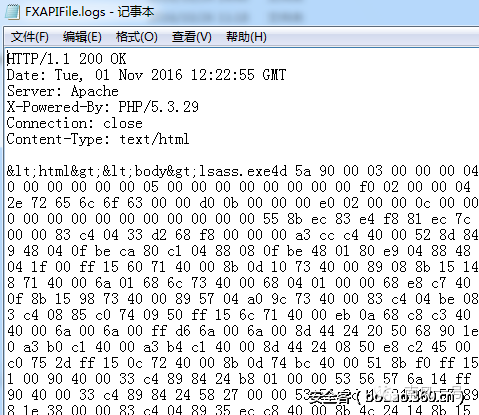 FXAPIFile.logs - 记事本
文件(F) 编辑(E) 格式(O) 查看(V) 帮助(H)
HTTP/1.1 200 OK
Date: Tue, 01 Nov 2016 12:22:55 GMT
Server: Apache
X-Powered-By: PHP/5.3.29
Connection: close
Content-Type: text/html
&lt;html&gt;&lt;body&gt;lsass.exe4d 5a 90 00 03 00 00 00 04
00 00 00 00 00 00 05 00 00 00 00 00 00 00 00 f0 02 00 00 04
2e 72 65 6c 6f 63 00 00 d0 0b 00 00 00 e0 02 00 00 0c 00 00
00 00 00 00 00 00 00 00 00 00 00 55 8b ec 83 e4 f8 81 ec 7c
00 00 83 c4 04 33 d2 68 f8 00 00 00 a3 cc c4 40 00 52 8d 84
9 48 04 0f be ca 80 c1 04 88 08 0f be 48 01 80 e9 04 88 48
04 1f 00 ff 15 60 71 40 00 8b 0d 10 73 40 00 89 08 8b 15 14
8 71 40 00 6a 01 68 6c 73 40 00 68 04 01 00 00 68 e8 c7 40
0f 8b 15 98 73 40 00 89 57 04 a0 9c 73 40 00 83 c4 04 be 08
3 c4 08 85 c0 74 09 50 ff 15 6c 71 40 00 eb 0a 68 c8 c3 40
40 00 6a 00 6a 00 ff d6 6a 00 6a 00 8d 44 24 20 50 68 90 1e
0 a3 b0 c1 40 00 a3 b4 c1 40 00 8d 44 24 08 50 e8 c2 45 00
c0 75 2d ff 15 0c 72 40 00 8b 0d 74 bc 40 00 51 8b f0 ff 15
1 00 90 40 00 33 c4 89 84 24 b8 01 00 00 53 56 57 6a 14 ff
90 40 00 33 c4 89 84 24 58 27 00 00 53
1e 38 00 00 00 83 c4 04 89 35 ec c8 40 00 8b 4c 24 14 8b 15
安全客 ( bobao.360.cn )